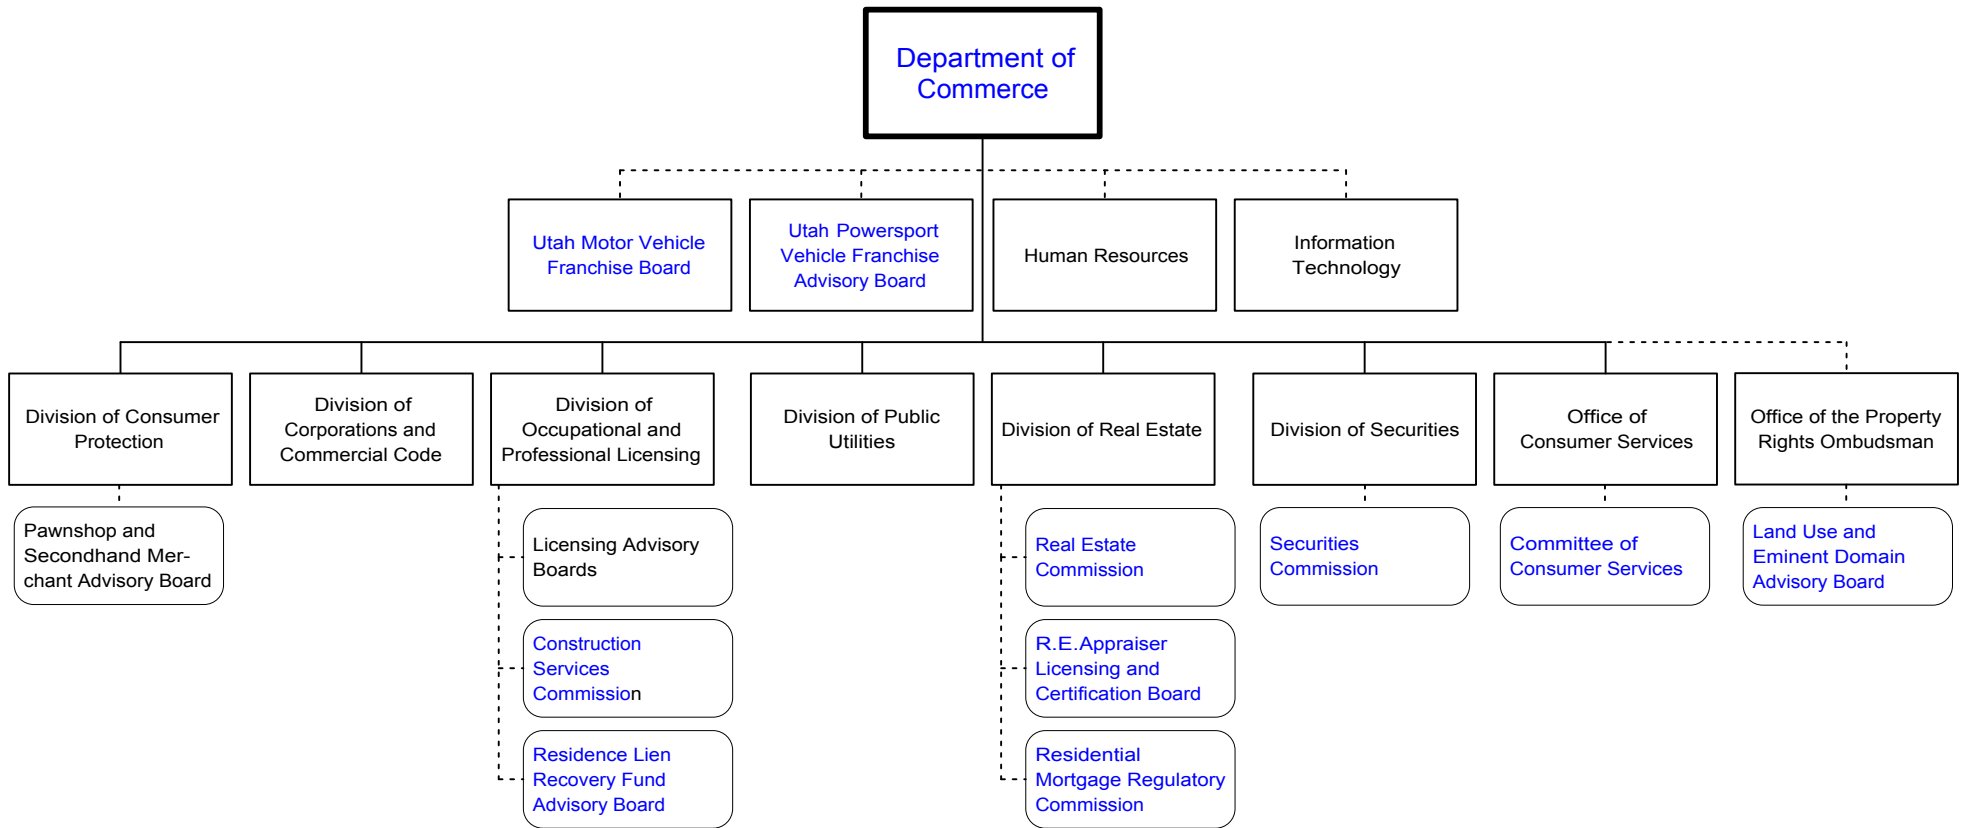 Department of
Commerce
Utah Motor Vehicle
Franchise Board
Utah Powersport
Vehicle Franchise
Advisory Board
Human Resources
Information
Technology
Division of Consumer
Protection
Division of
Corporations and
Commercial Code
Division of
Occupational and
Professional Licensing
Division of Public
Utilities
Division of Real Estate
Division of Securities
Office of
Consumer Services
Office of the Property
Rights Ombudsman
Pawnshop and
Secondhand Mer-
chant Advisory Board
Licensing Advisory
Boards
Construction
Services
Commission
Residence Lien
Recovery Fund
Advisory Board
Real Estate
Commission
R.E.Appraiser
Licensing and
Certification Board
Residential
Mortgage Regulatory
Commission
Securities
Commission
Committee of
Consumer Services
Land Use and
Eminent Domain
Advisory Board